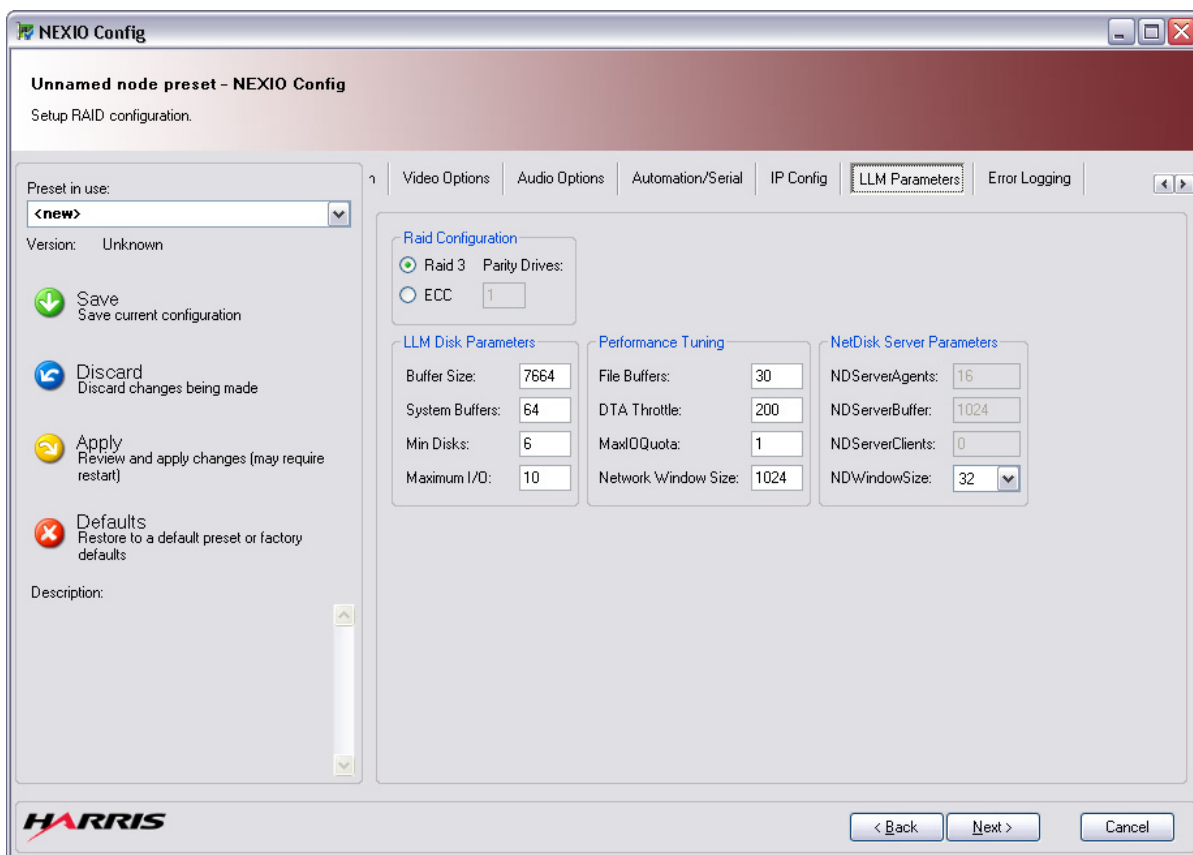 NEXIO Config
Unnamed node preset - NEXIO Config
Setup RAID configuration.
Preset in use:
<new>
Version: Unknown
Save
Save current configuration
Discard
Discard changes being made
Apply
Review and apply changes (may require
restart)
Defaults
Restore to a default preset or factory
defaults
Description:
n Video Options Audio Options Automation/Serial IP Config LLM Parameters Error Logging
Raid Configuration
Raid 3 Parity Drives:
ECC 1
LLM Disk Parameters
Buffer Size: 7664
System Buffers: 64
Min Disks: 6
Maximum I/O: 10
Performance Tuning
File Buffers: 30
DTA Throttle: 200
MaxIOQuota: 1
Network Window Size: 1024
NetDisk Server Parameters
NDServerAgents: 16
NDServerBuffer: 1024
NDServerClients: 0
NDWindowSize: 32
HARRIS
< Back Next > Cancel